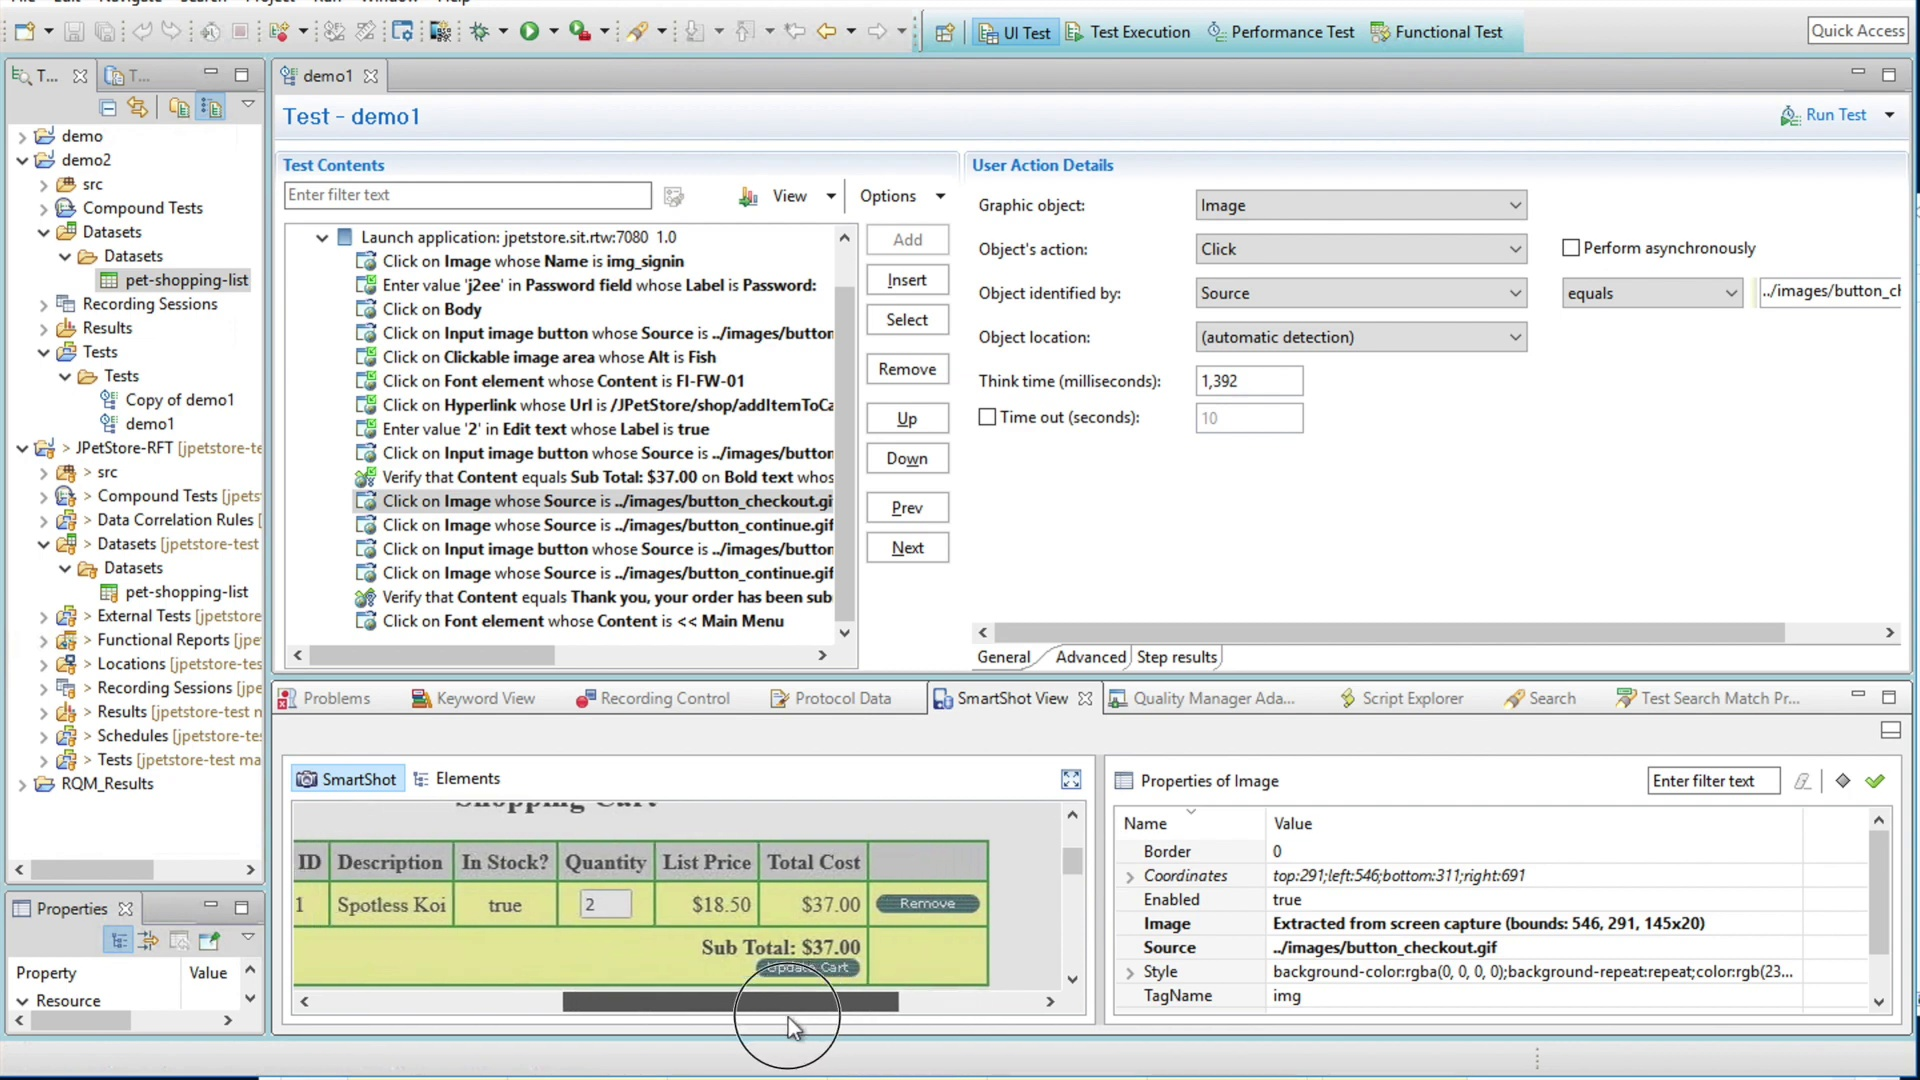 UI Test
Test Execution
Performance Test
Functional Test
Quick Access
T...
T...
demo
demo2
src
Compound Tests
Datasets
Datasets
pet-shopping-list
Recording Sessions
Results
Tests
Tests
Copy of demo1
demo1
> JPetStore-RFT [jpetstore-te
> src
> Compound Tests [jpets
> Data Correlation Rules [
> Datasets [jpetstore-test
Datasets
pet-shopping-list
> External Tests [jpetstore
> Functional Reports [jpe
> Locations [jpetstore-tes
> Recording Sessions [jpe
> Results [jpetstore-test n
> Schedules [jpetstore-te:
> Tests [jpetstore-test ma
RQM_Results
Properties
Property Value
Resource
demo1
Test - demo1
Run Test
Test Contents
Enter filter text
View
Options
Launch application: jpetstore.sit.rtw:7080 1.0
Click on Image whose Name is img_signin
Enter value 'j2ee' in Password field whose Label is Password:
Click on Body
Click on Input image button whose Source is ../images/button
Click on Clickable image area whose Alt is Fish
Click on Font element whose Content is FI-FW-01
Click on Hyperlink whose Url is /JPetStore/shop/addItemToCa
Enter value '2' in Edit text whose Label is true
Click on Input image button whose Source is ../images/button
Verify that Content equals Sub Total: $37.00 on Bold text whos
Click on Image whose Source is ../images/button_checkout.gi
Click on Image whose Source is ../images/button_continue.gif
Click on Input image button whose Source is ../images/button
Click on Image whose Source is ../images/button_continue.gif
Verify that Content equals Thank you, your order has been sub
Click on Font element whose Content is << Main Menu
Add
Insert
Select
Remove
Up
Down
Prev
Next
User Action Details
Graphic object: Image
Object's action: Click Perform asynchronously
Object identified by: Source equals ../images/button_ch
Object location: (automatic detection)
Think time (milliseconds): 1,392
Time out (seconds): 10
General Advanced Step results
Problems
Keyword View
Recording Control
Protocol Data
SmartShot View
Quality Manager Ada...
Script Explorer
Search
Test Search Match Pr...
SmartShot Elements
Shopping Cart
ID Description In Stock? Quantity List Price Total Cost
1 Spotless Koi true 2 $18.50 $37.00 Remove
Sub Total: $37.00
Update Cart
Properties of Image
Enter filter text
Name Value
Border 0
Coordinates top:291;left:546;bottom:311;right:691
Enabled true
Image Extracted from screen capture (bounds: 546, 291, 145x20)
Source ../images/button_checkout.gif
Style background-color:rgba(0, 0, 0, 0);background-repeat:repeat;color:rgb(23...
TagName img